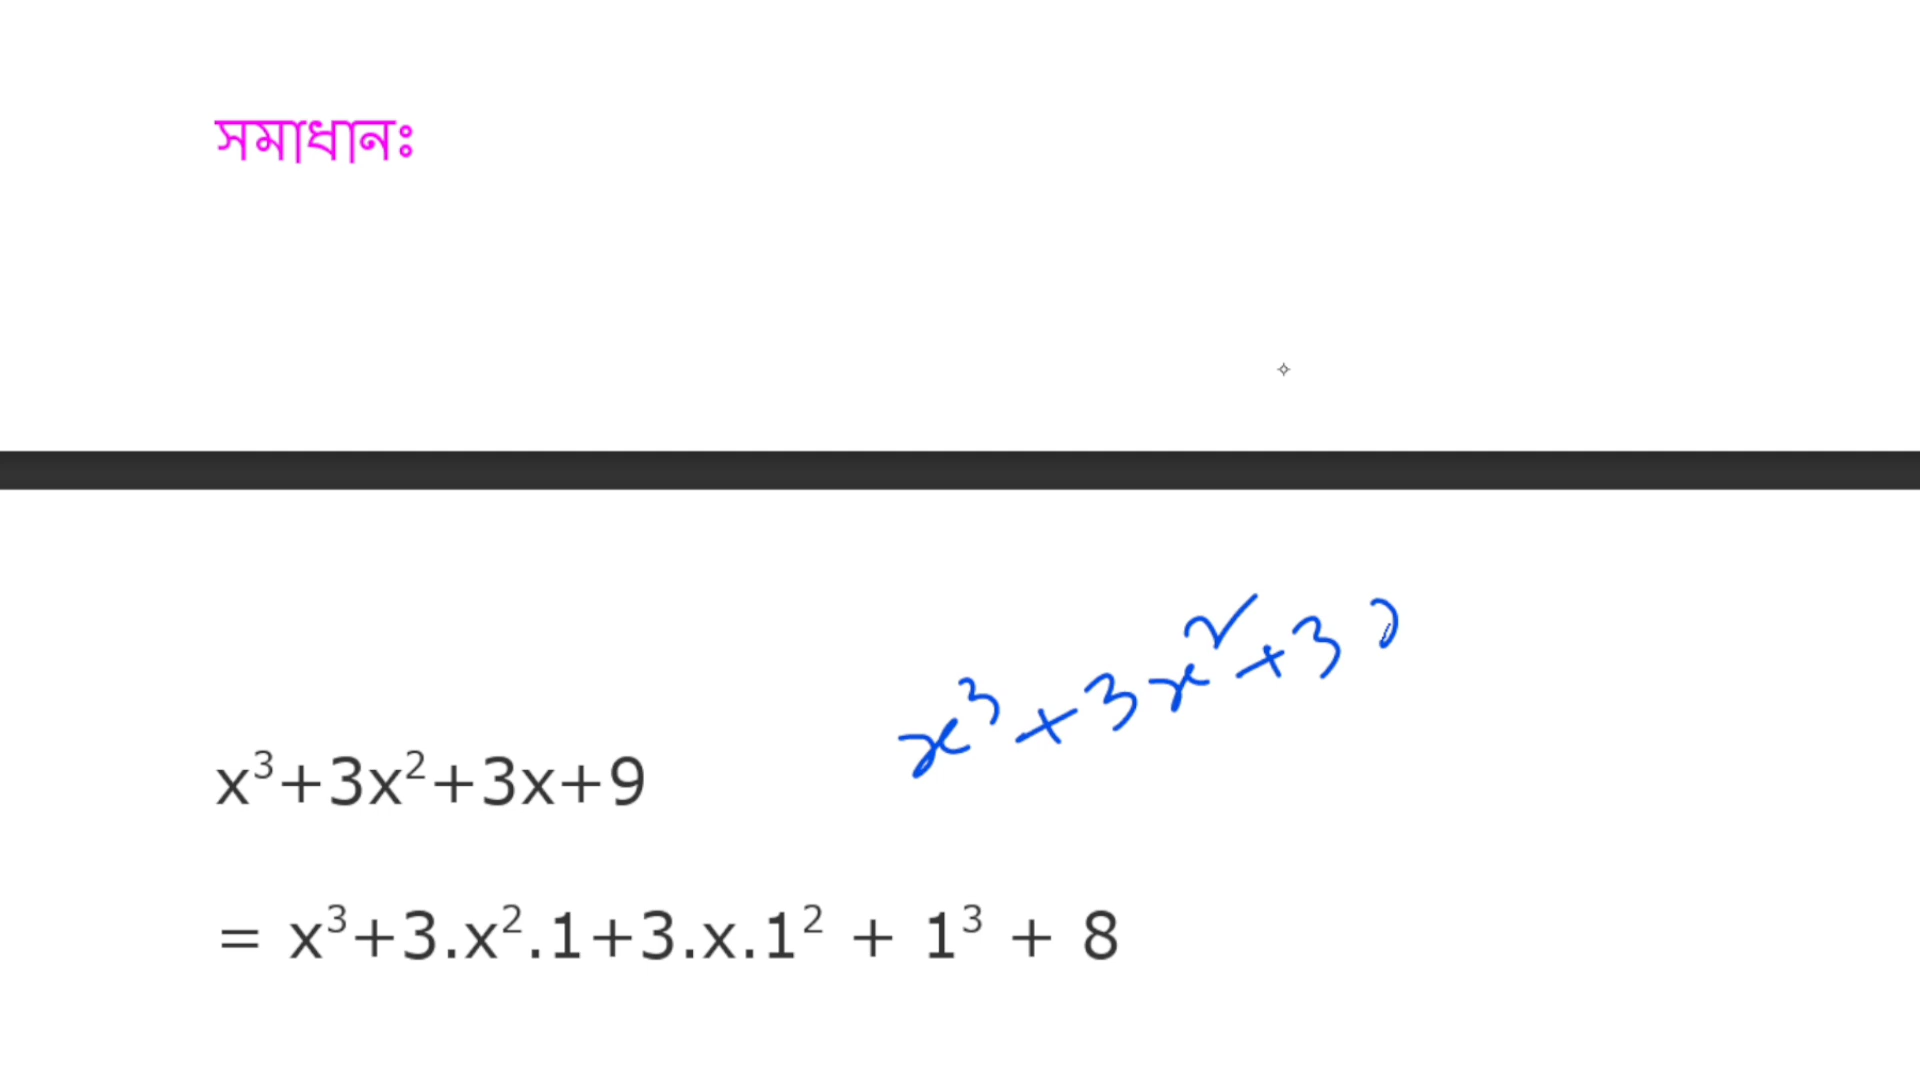 সমাধানঃ
x³+3x²+3
x³+3x²+3x+9
= x³+3.x².1+3.x.1² + 1³ + 8